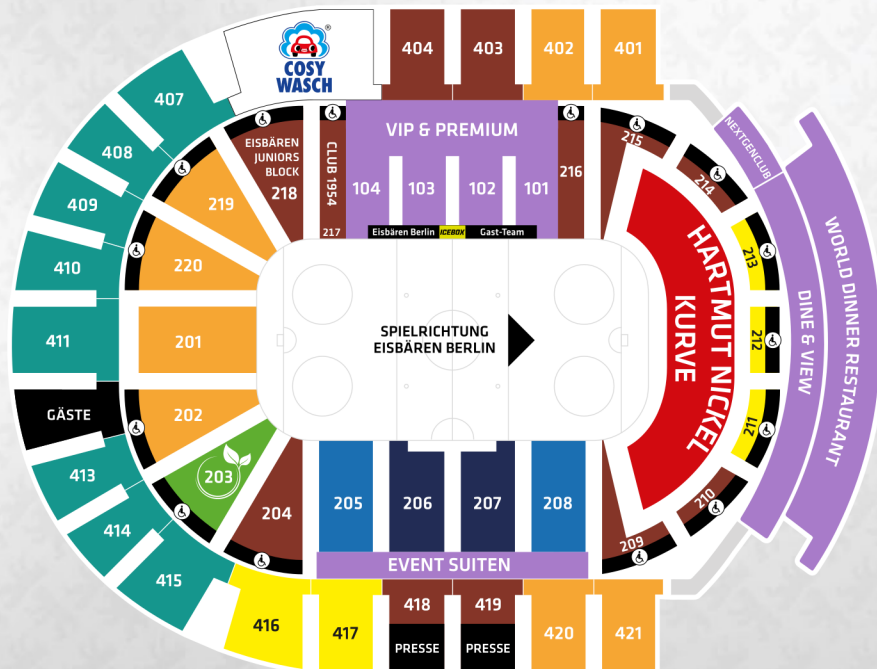 404
403
402
401
®
COSY
WASCH
407
408
409
410
411
GÄSTE
413
414
415
416
417
418
PRESSE
419
PRESSE
420
421
EISBÄREN
JUNIORS
BLOCK
218
CLUB 1954
217
VIP & PREMIUM
104
103
102
101
Eisbären Berlin
ICEBOX
Gast-Team
216
215
214
213
212
211
210
209
219
220
201
202
203
204
205
206
207
208
SPIELRICHTUNG
EISBÄREN BERLIN
HARTMUT NICKEL
KURVE
NEXTGENCLUB
DINE & VIEW
WORLD DINNER RESTAURANT
EVENT SUITEN